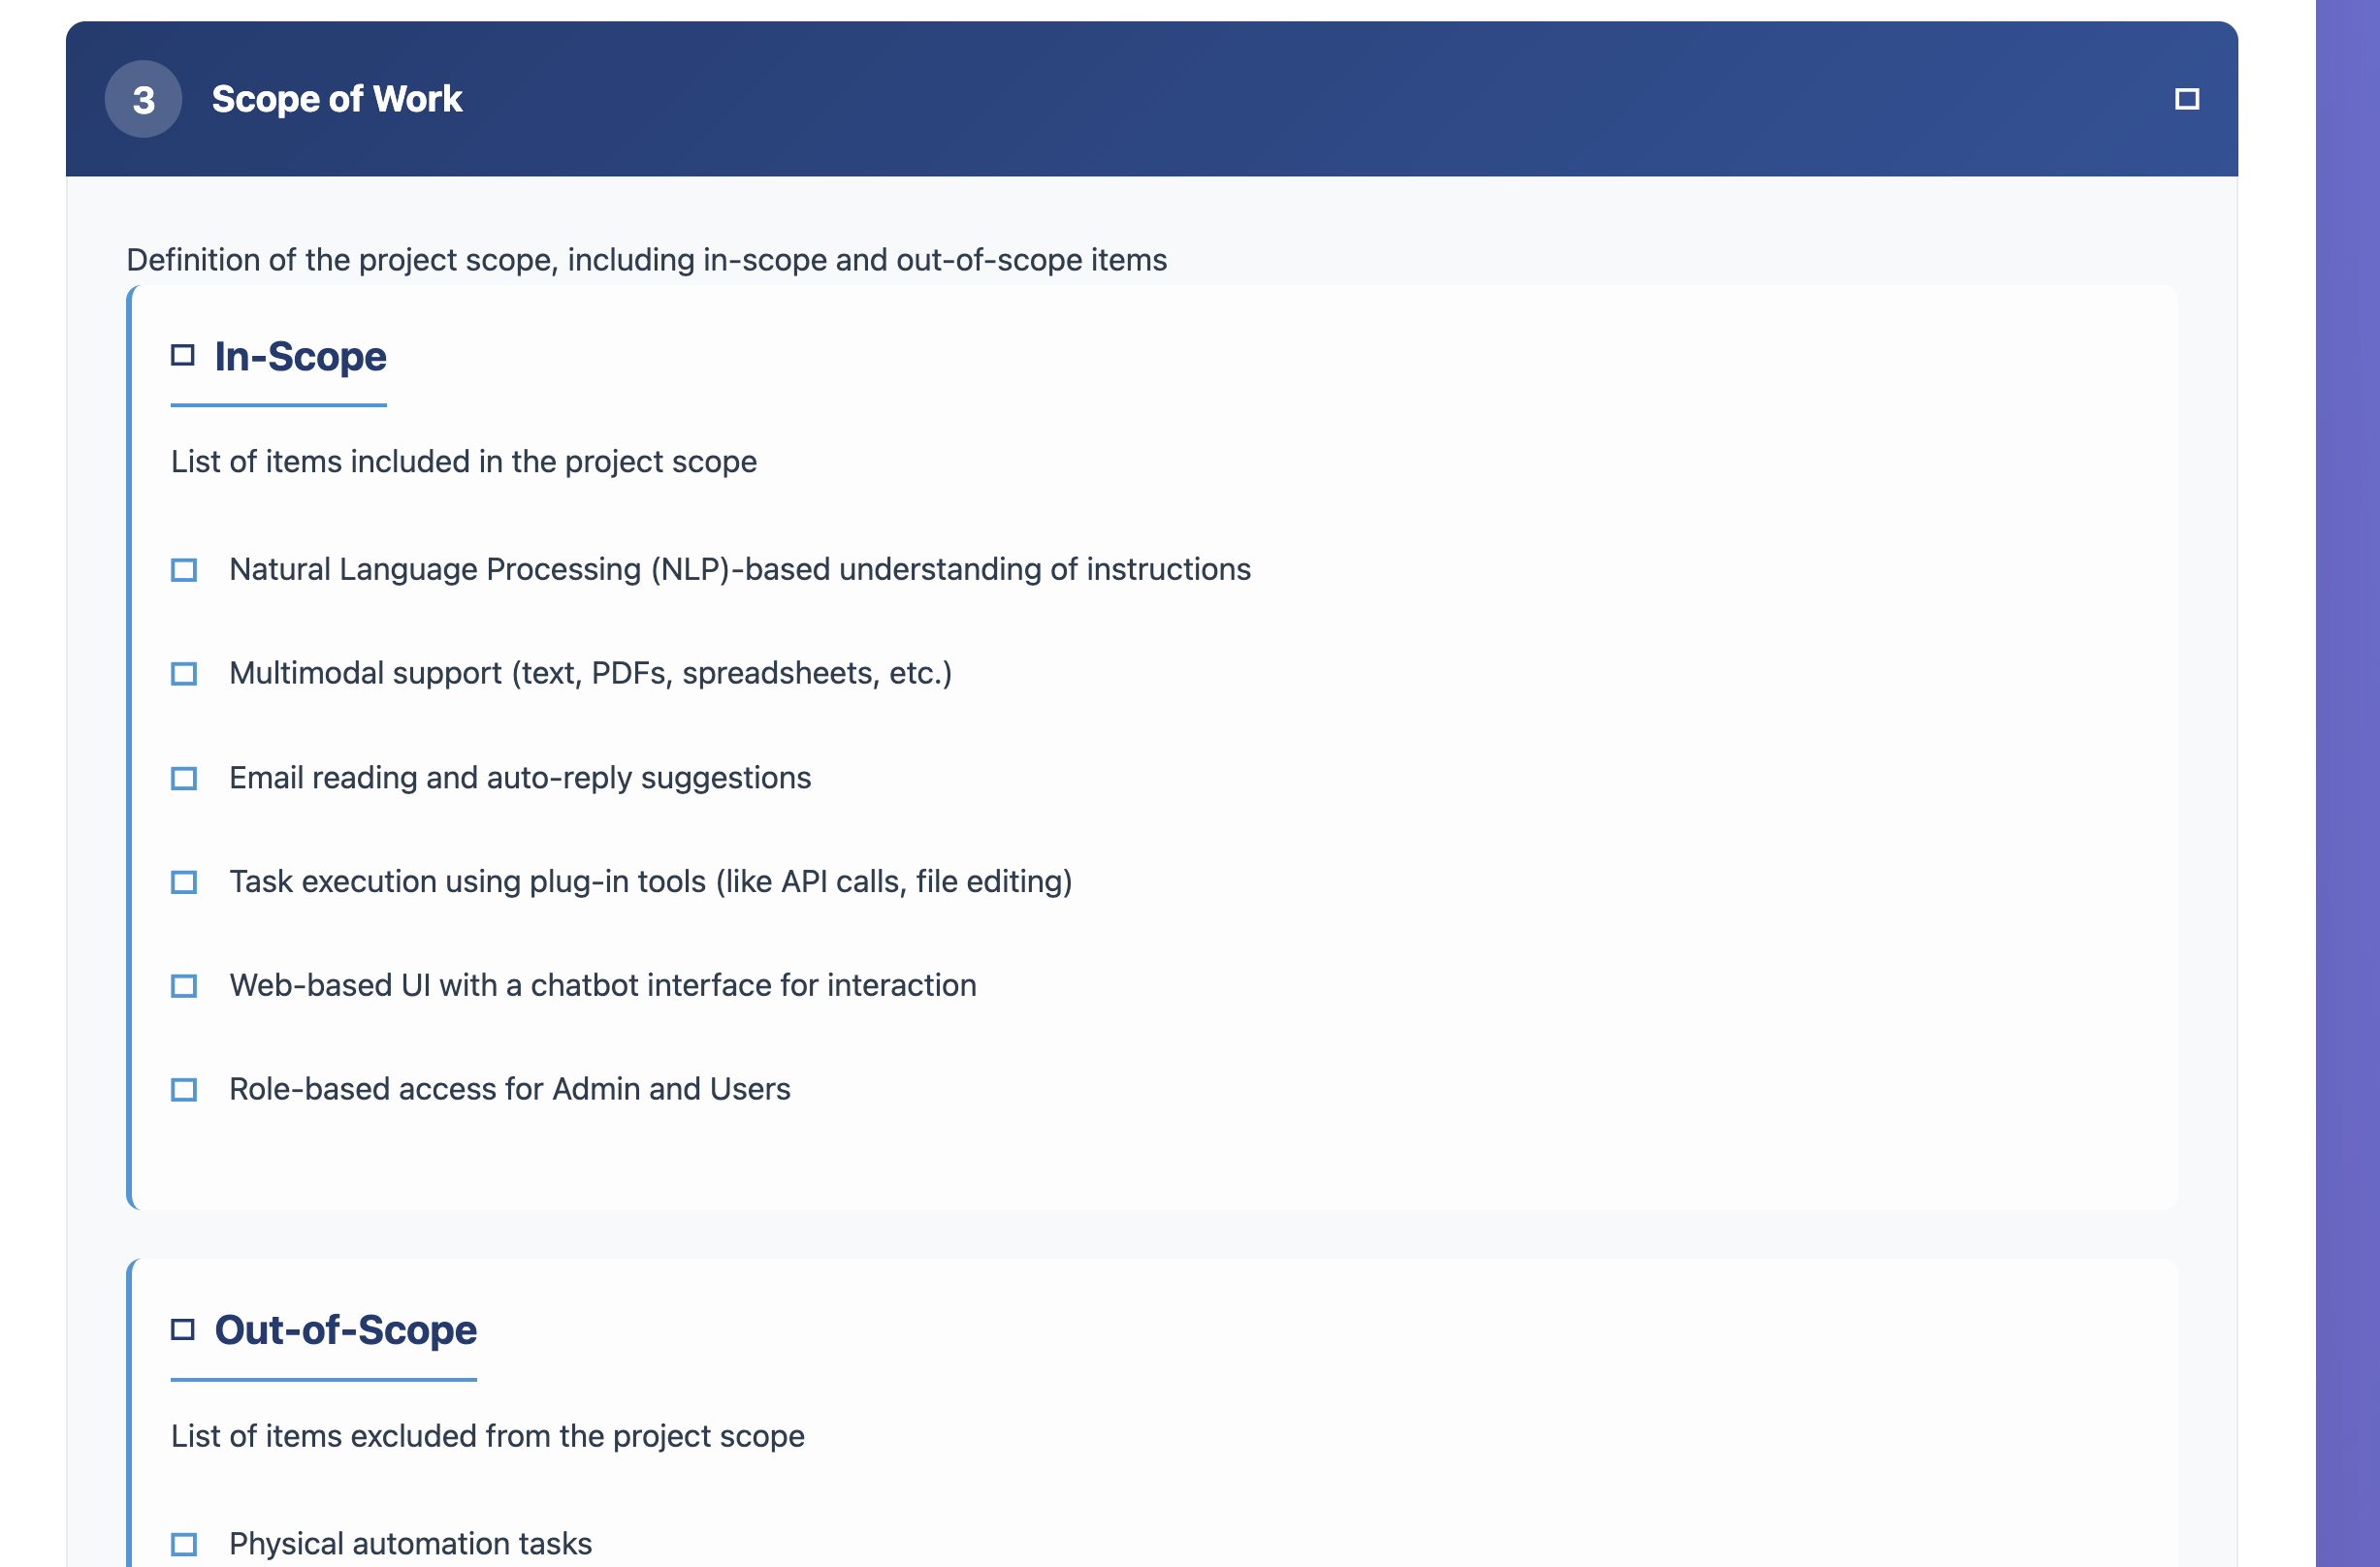 3 Scope of Work
Definition of the project scope, including in-scope and out-of-scope items
In-Scope
List of items included in the project scope
Natural Language Processing (NLP)-based understanding of instructions
Multimodal support (text, PDFs, spreadsheets, etc.)
Email reading and auto-reply suggestions
Task execution using plug-in tools (like API calls, file editing)
Web-based UI with a chatbot interface for interaction
Role-based access for Admin and Users
Out-of-Scope
List of items excluded from the project scope
Physical automation tasks